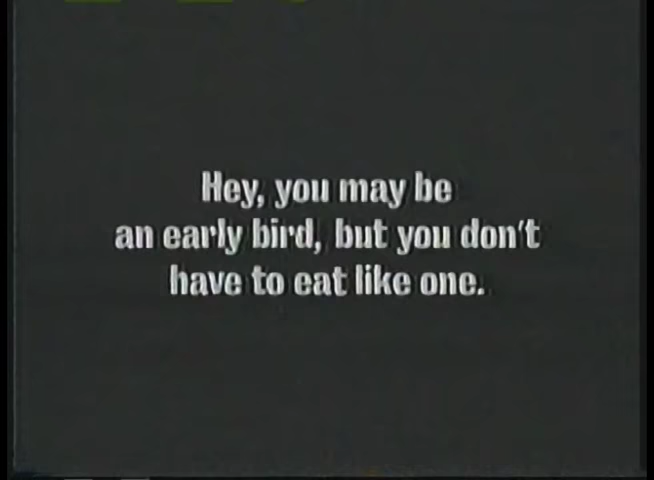 Hey, you may be
an early bird, but you don't
have to eat like one.